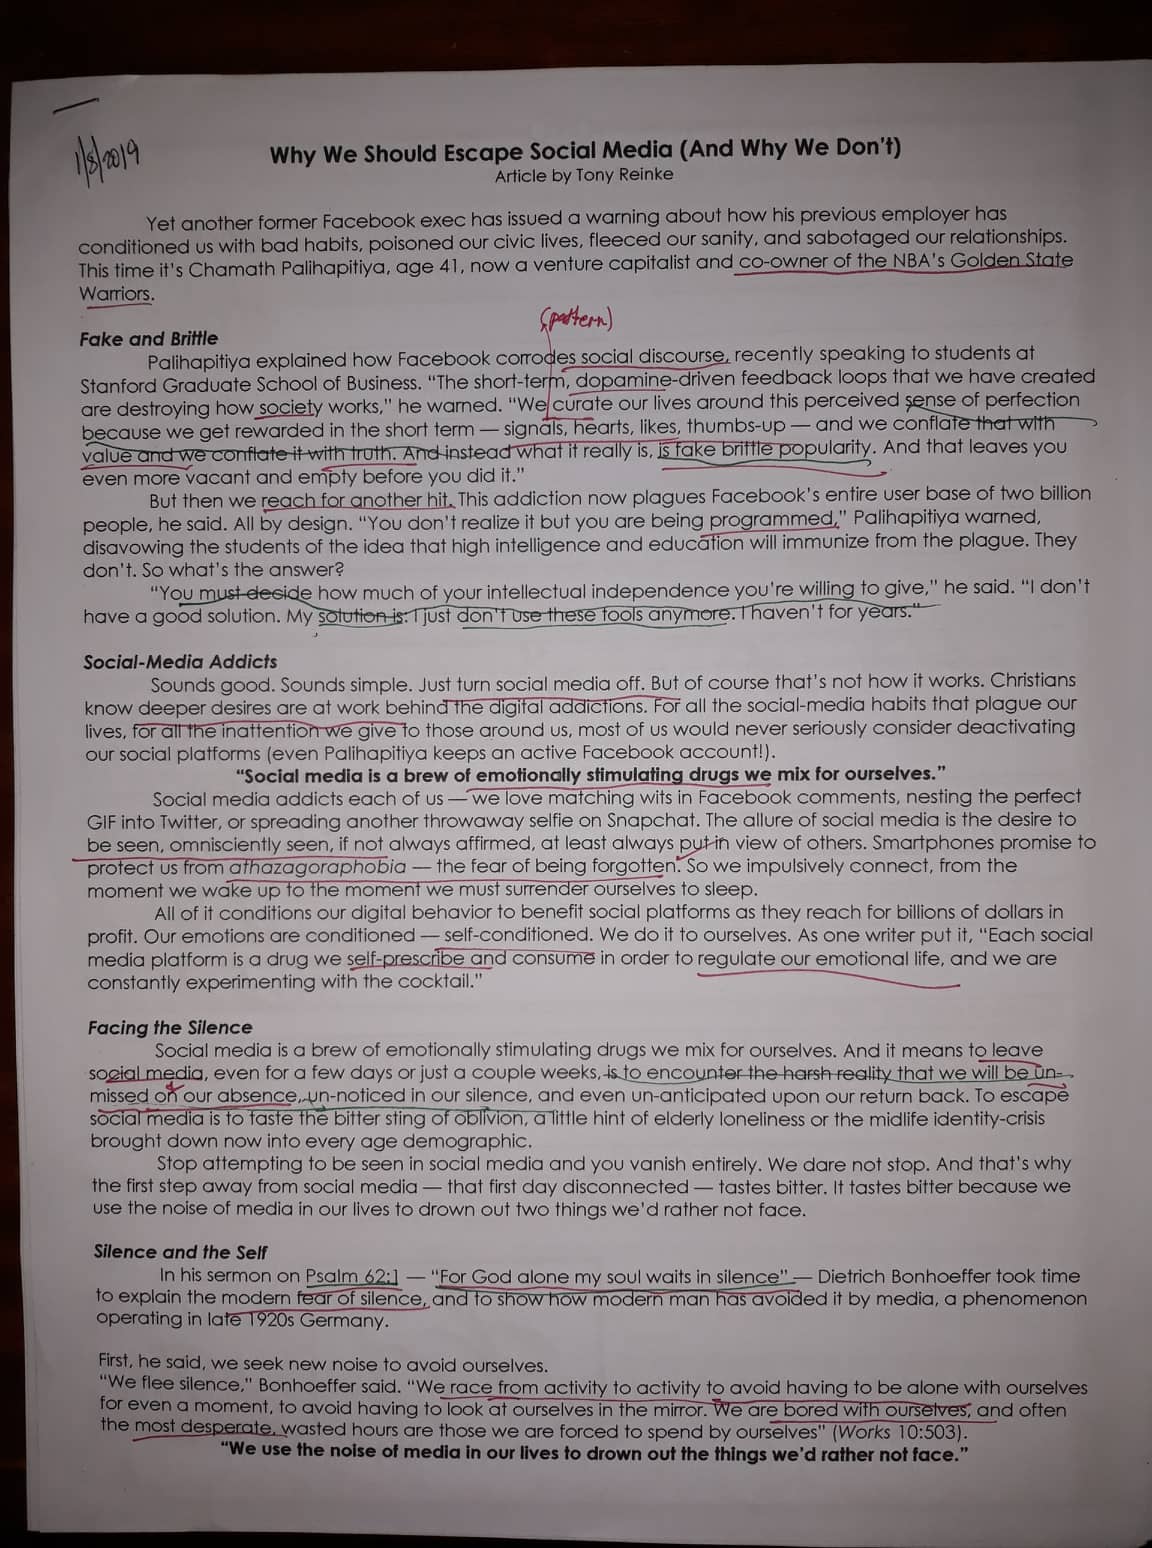 1/8/2019
Why We Should Escape Social Media (And Why We Don't)
Article by Tony Reinke
Yet another former Facebook exec has issued a warning about how his previous employer has
conditioned us with bad habits, poisoned our civic lives, fleeced our sanity, and sabotaged our relationships.
This time it's Chamath Palihapitiya, age 41, now a venture capitalist and co-owner of the NBA's Golden State
Warriors.
(pattern)
Fake and Brittle
Palihapitiya explained how Facebook corrodes social discourse, recently speaking to students at
Stanford Graduate School of Business. "The short-term, dopamine-driven feedback loops that we have created
are destroying how society works," he warned. "We curate our lives around this perceived sense of perfection
because we get rewarded in the short term — signals, hearts, likes, thumbs-up — and we conflate that with
value and we conflate it with truth. And instead what it really is, is fake brittle popularity. And that leaves you
even more vacant and empty before you did it."
But then we reach for another hit. This addiction now plagues Facebook's entire user base of two billion
people, he said. All by design. "You don't realize it but you are being programmed," Palihapitiya warned,
disavowing the students of the idea that high intelligence and education will immunize from the plague. They
don't. So what's the answer?
"You must decide how much of your intellectual independence you're willing to give," he said. "I don't
have a good solution. My solution is: I just don't use these tools anymore. I haven't for years."
Social-Media Addicts
Sounds good. Sounds simple. Just turn social media off. But of course that's not how it works. Christians
know deeper desires are at work behind the digital addictions. For all the social-media habits that plague our
lives, for all the inattention we give to those around us, most of us would never seriously consider deactivating
our social platforms (even Palihapitiya keeps an active Facebook account!).
"Social media is a brew of emotionally stimulating drugs we mix for ourselves."
Social media addicts each of us — we love matching wits in Facebook comments, nesting the perfect
GIF into Twitter, or spreading another throwaway selfie on Snapchat. The allure of social media is the desire to
be seen, omnisciently seen, if not always affirmed, at least always put in view of others. Smartphones promise to
protect us from athazagoraphobia — the fear of being forgotten. So we impulsively connect, from the
moment we wake up to the moment we must surrender ourselves to sleep.
All of it conditions our digital behavior to benefit social platforms as they reach for billions of dollars in
profit. Our emotions are conditioned — self-conditioned. We do it to ourselves. As one writer put it, "Each social
media platform is a drug we self-prescribe and consume in order to regulate our emotional life, and we are
constantly experimenting with the cocktail."
Facing the Silence
Social media is a brew of emotionally stimulating drugs we mix for ourselves. And it means to leave
social media, even for a few days or just a couple weeks, is to encounter the harsh reality that we will be un-
missed on our absence, un-noticed in our silence, and even un-anticipated upon our return back. To escape
social media is to taste the bitter sting of oblivion, a little hint of elderly loneliness or the midlife identity-crisis
brought down now into every age demographic.
Stop attempting to be seen in social media and you vanish entirely. We dare not stop. And that's why
the first step away from social media — that first day disconnected — tastes bitter. It tastes bitter because we
use the noise of media in our lives to drown out two things we'd rather not face.
Silence and the Self
In his sermon on Psalm 62:1 — "For God alone my soul waits in silence" — Dietrich Bonhoeffer took time
to explain the modern fear of silence, and to show how modern man has avoided it by media, a phenomenon
operating in late 1920s Germany.
First, he said, we seek new noise to avoid ourselves.
"We flee silence," Bonhoeffer said. "We race from activity to activity to avoid having to be alone with ourselves
for even a moment, to avoid having to look at ourselves in the mirror. We are bored with ourselves, and often
the most desperate, wasted hours are those we are forced to spend by ourselves" (Works 10:503).
"We use the noise of media in our lives to drown out the things we'd rather not face."